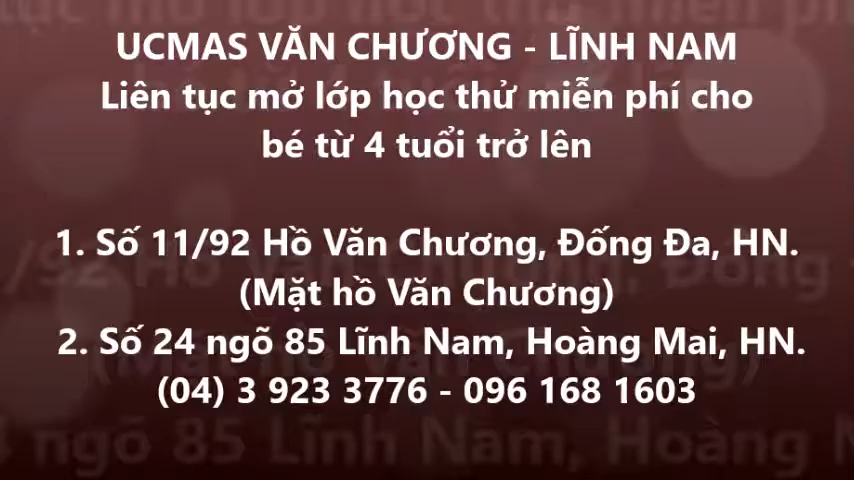 UCMAS VĂN CHƯƠNG - LĨNH NAM
Liên tục mở lớp học thử miễn phí cho
bé từ 4 tuổi trở lên
1. Số 11/92 Hồ Văn Chương, Đống Đa, HN.
(Mặt hồ Văn Chương)
2. Số 24 ngõ 85 Lĩnh Nam, Hoàng Mai, HN.
(04) 3 923 3776 - 096 168 1603